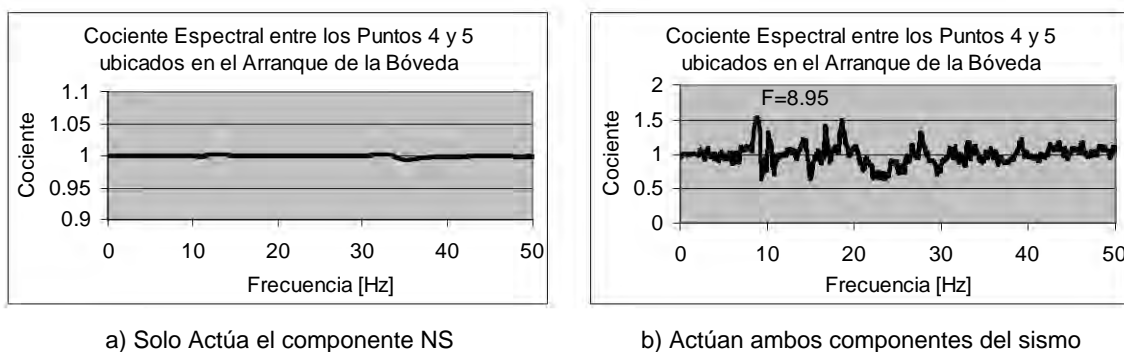 Cociente Espectral entre los Puntos 4 y 5
ubicados en el Arranque de la Bóveda
1.1
1.05
1
0.95
0.9
Cociente
0
10
20
30
40
50
Frecuencia [Hz]
a) Solo Actúa el componente NS
Cociente Espectral entre los Puntos 4 y 5
ubicados en el Arranque de la Bóveda
2
1.5
1
0.5
0
Cociente
F=8.95
0
10
20
30
40
50
Frecuencia [Hz]
b) Actúan ambos componentes del sismo